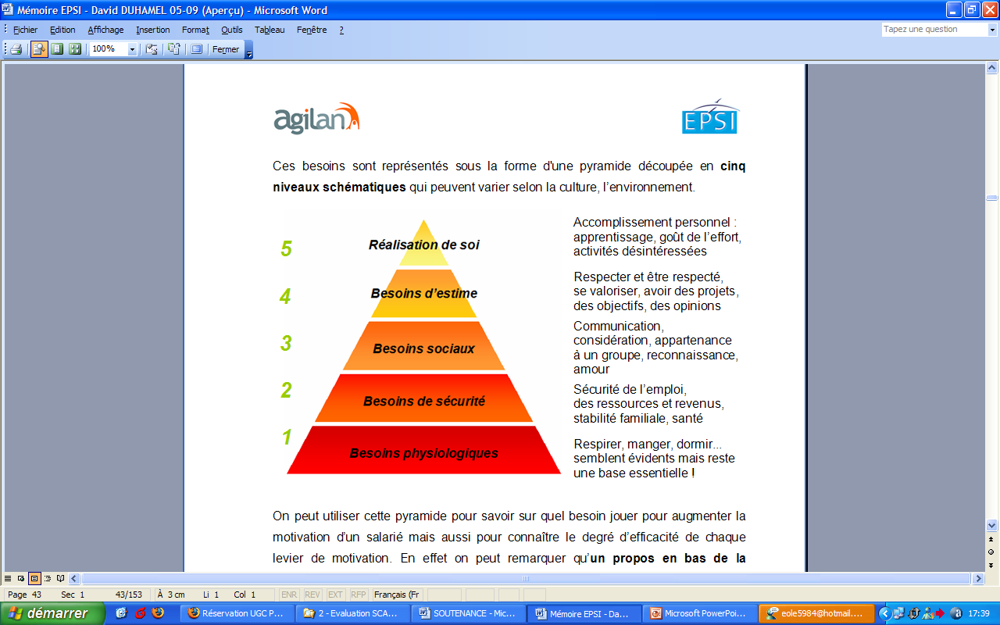 Mémoire EPSI - David DUHAMEL 05-09 (Aperçu) - Microsoft Word
Fichier Edition Affichage Insertion Format Outils Tableau Fenêtre ?
Tapez une question
100% Fermer
agilan EPSI
Ces besoins sont représentés sous la forme d'une pyramide découpée en cinq
niveaux schématiques qui peuvent varier selon la culture, l'environnement.
5
Réalisation de soi
Accomplissement personnel :
apprentissage, goût de l'effort,
activités désintéressées
4
Besoins d'estime
Respecter et être respecté,
se valoriser, avoir des projets,
des objectifs, des opinions
3
Besoins sociaux
Communication,
considération, appartenance
à un groupe, reconnaissance,
amour
2
Besoins de sécurité
Sécurité de l'emploi,
des ressources et revenus,
stabilité familiale, santé
1
Besoins physiologiques
Respirer, manger, dormir...
semblent évidents mais reste
une base essentielle !
On peut utiliser cette pyramide pour savoir sur quel besoin jouer pour augmenter la
motivation d'un salarié mais aussi pour connaître le degré d'efficacité de chaque
levier de motivation. En effet on peut remarquer qu'un propos en bas de la
Page 43 Sec 1 43/153 À 3 cm Li 1 Col 1 ENR REV EXT RFP Français (Fr
démarrer Réservation UGC P... 2 - Evaluation SCA... SOUTENANCE - Mic... Mémoire EPSI - Da... Microsoft PowerPoi... eole5984@hotmail.... 17:39